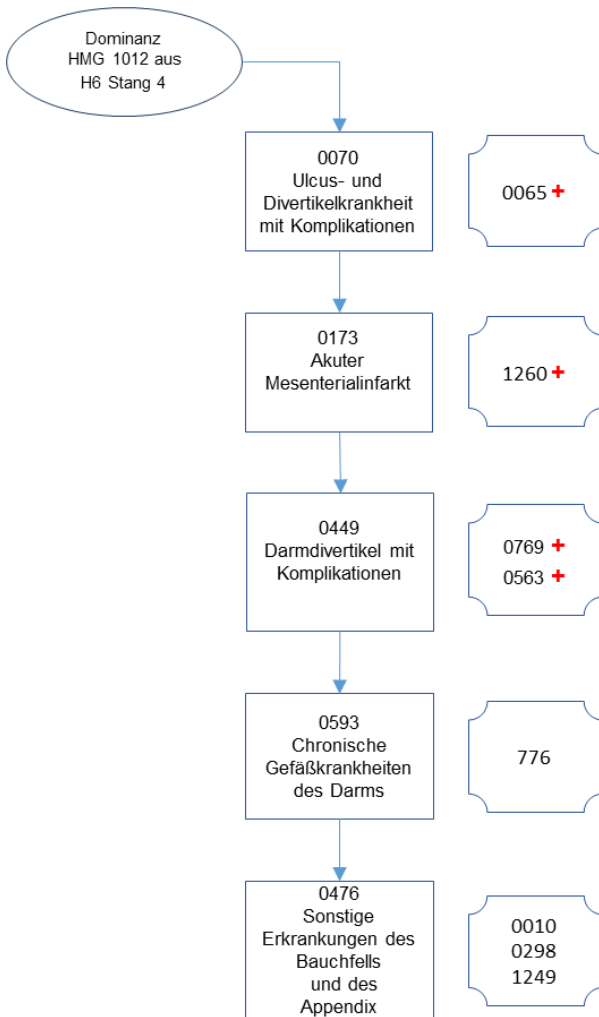 Dominanz
HMG 1012 aus
H6 Stang 4
0070
Ulcus- und
Divertikelkrankheit
mit Komplikationen
0065 +
0173
Akuter
Mesenterialinfarkt
1260 +
0449
Darmdivertikel mit
Komplikationen
0769 +
0563 +
0593
Chronische
Gefäßkrankheiten
des Darms
776
0476
Sonstige
Erkrankungen des
Bauchfells
und des
Appendix
0010
0298
1249